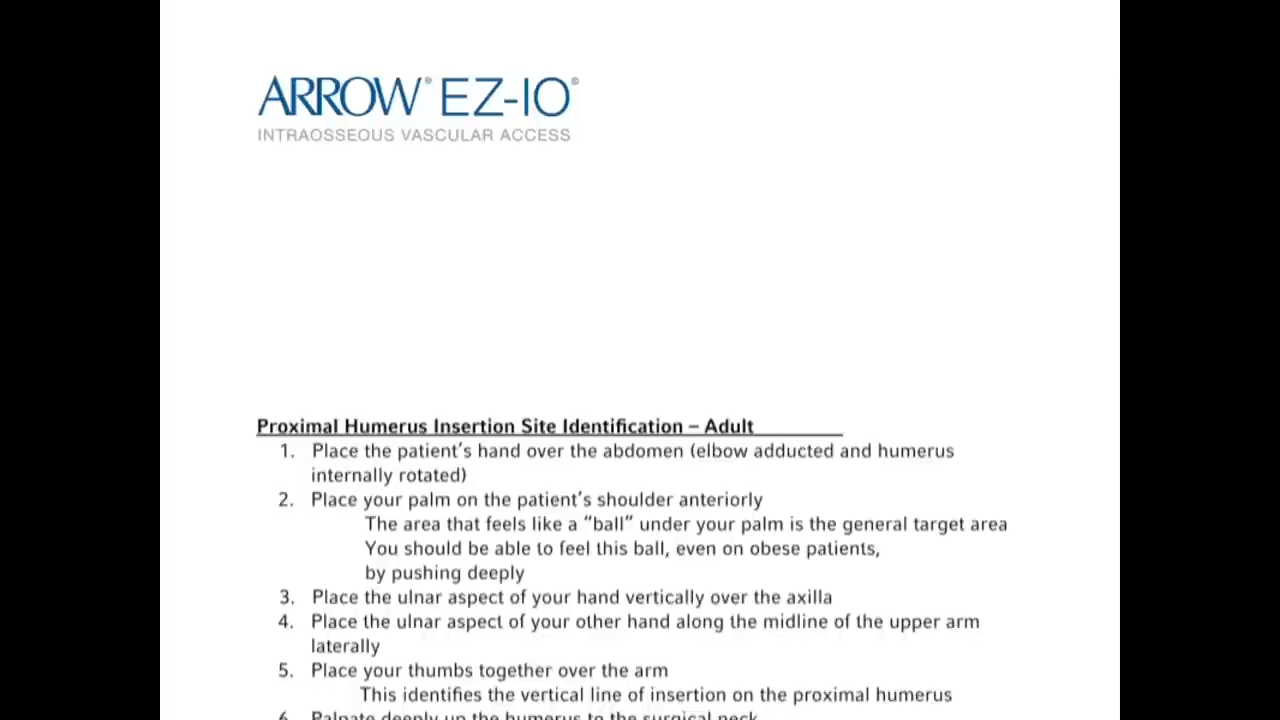 ARROW® EZ-IO®
INTRAOSSEOUS VASCULAR ACCESS
Proximal Humerus Insertion Site Identification – Adult
1. Place the patient's hand over the abdomen (elbow adducted and humerus
internally rotated)
2. Place your palm on the patient's shoulder anteriorly
The area that feels like a "ball" under your palm is the general target area
You should be able to feel this ball, even on obese patients,
by pushing deeply
3. Place the ulnar aspect of your hand vertically over the axilla
4. Place the ulnar aspect of your other hand along the midline of the upper arm
laterally
5. Place your thumbs together over the arm
This identifies the vertical line of insertion on the proximal humerus
6. Palpate deeply up the humerus to the surgical neck